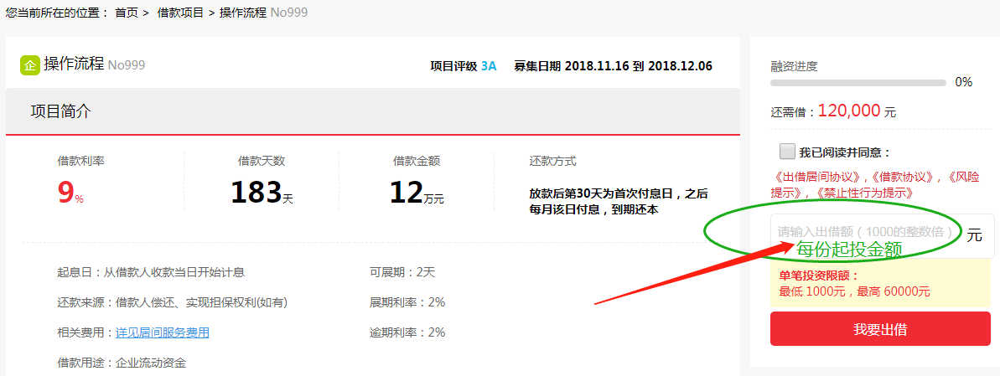 您当前所在的位置： 首页 > 借款项目 > 操作流程 No999
企 操作流程 No999
项目评级 3A 募集日期 2018.11.16 到 2018.12.06
项目简介
借款利率
9%
借款天数
183天
借款金额
12万元
还款方式
放款后第30天为首次付息日，之后
每月该日付息，到期还本
起息日：从借款人收款当日开始计息
可展期：2天
还款来源：借款人偿还、实现担保权利(如有)
展期利率：2%
相关费用：详见居间服务费用
逾期利率：2%
借款用途：企业流动资金
融资进度
0%
还需借：120,000 元
我已阅读并同意：
《出借居间协议》，《借款协议》，《风险
提示》，《禁止性行为提示》
请输入出借额（1000的整数倍） 元
每份起投金额
单笔投资限额：
最低 1000元，最高 60000元
我要出借